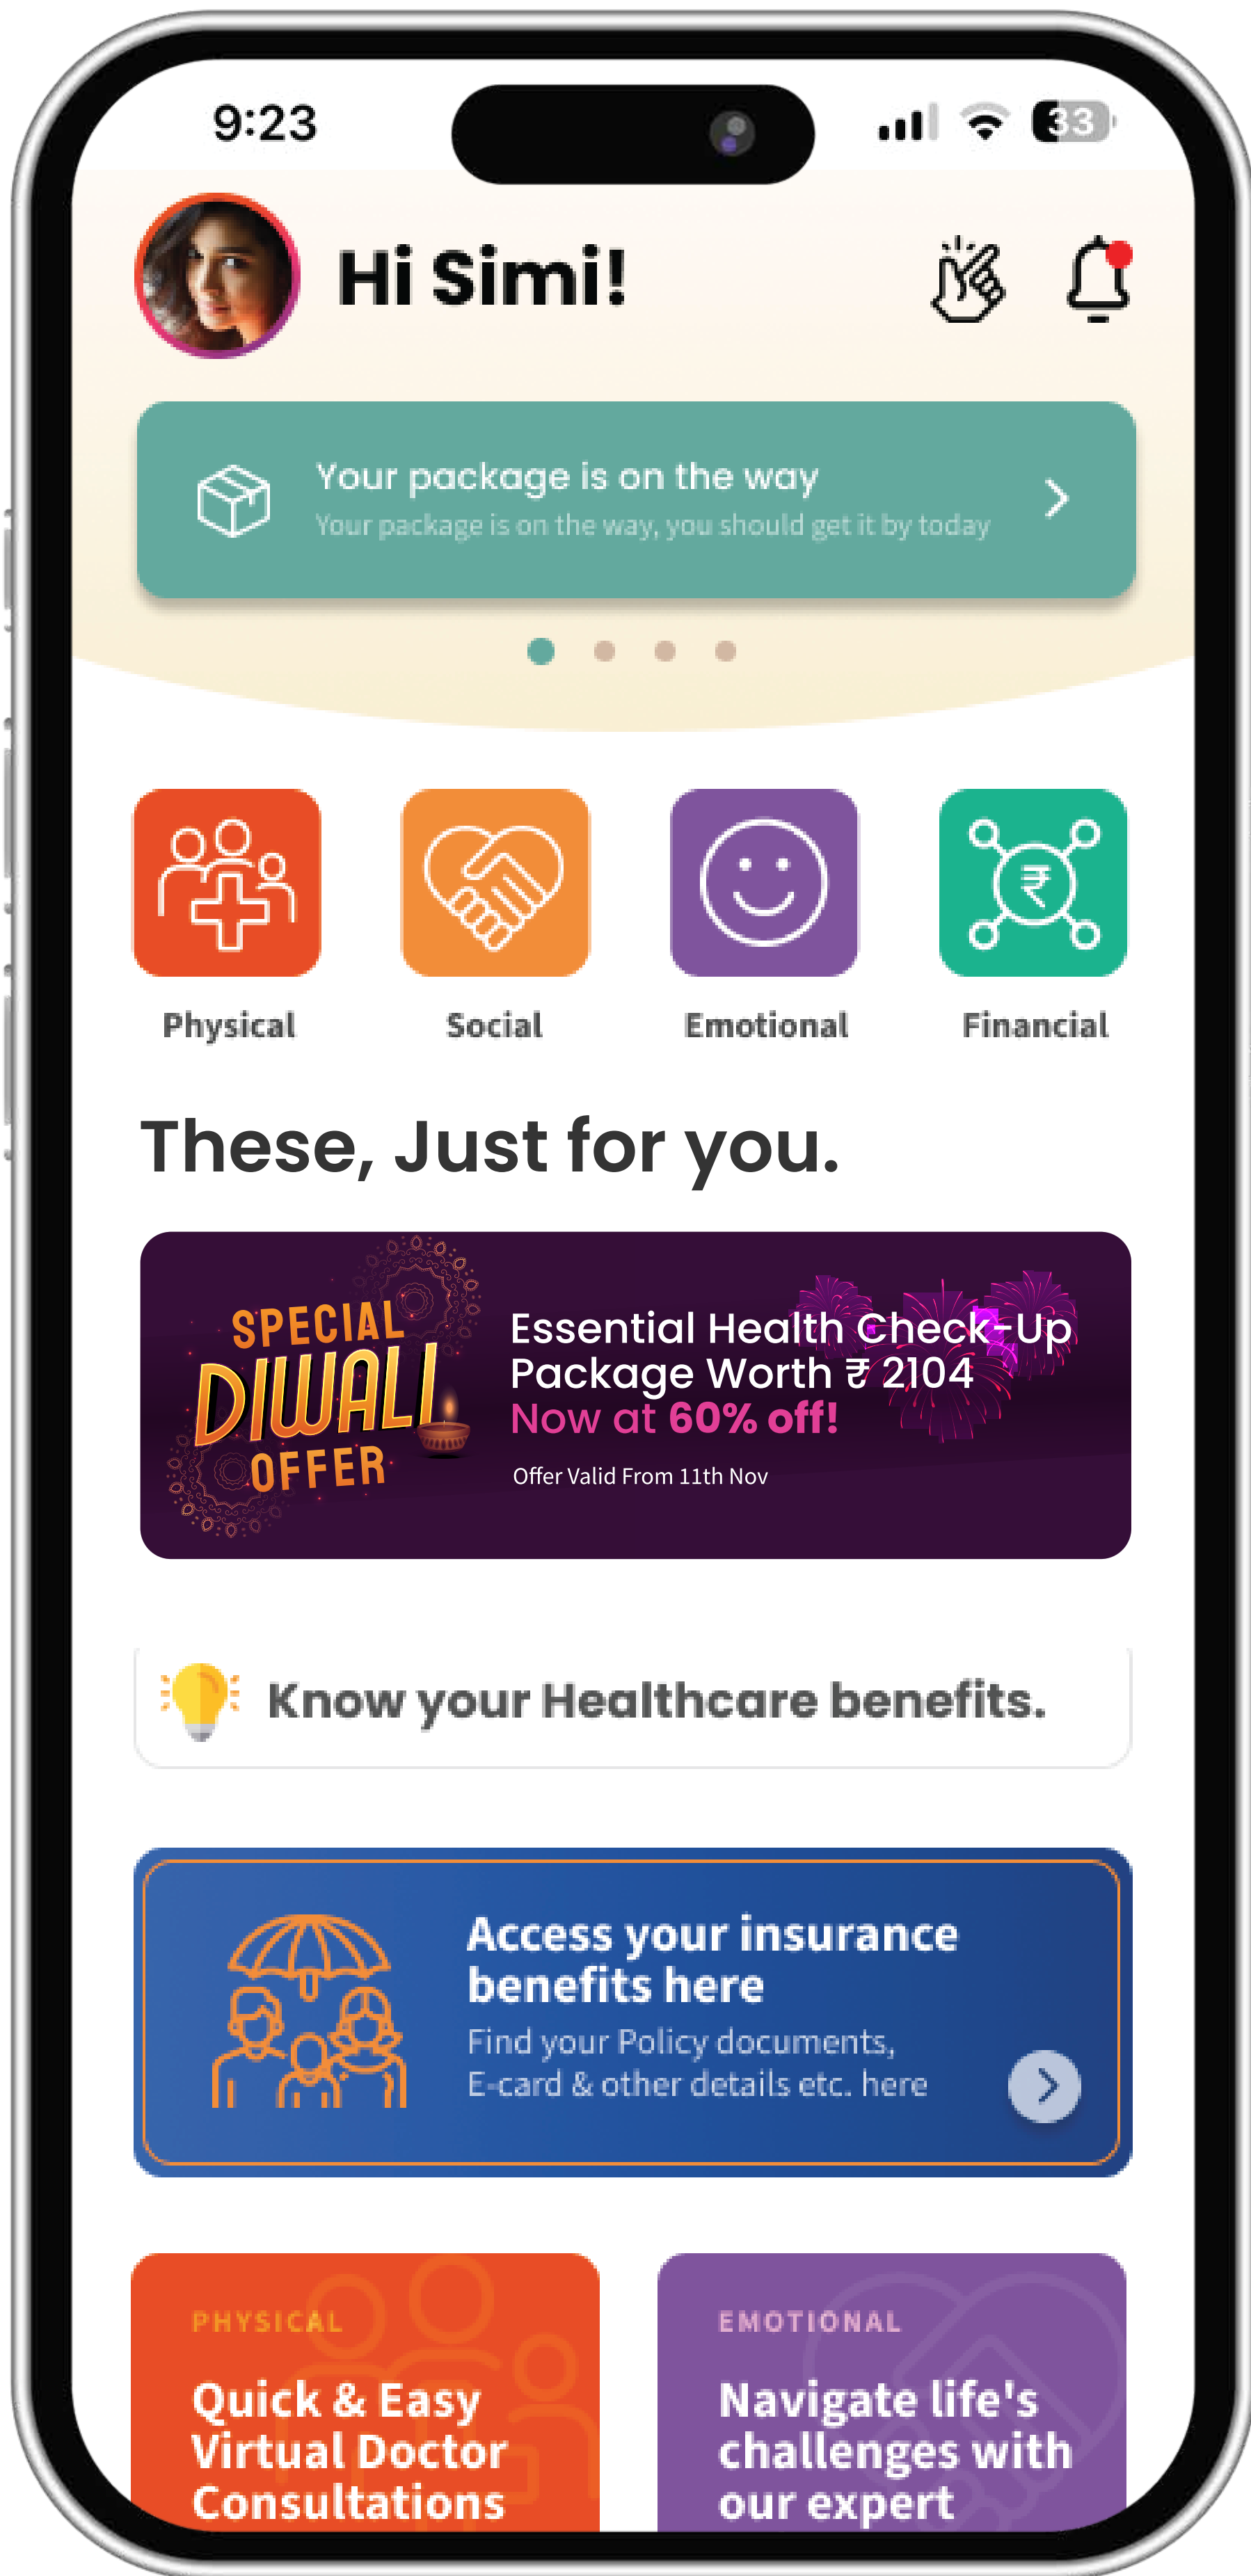 9:23
33
Hi Simi!
Your package is on the way
Your package is on the way, you should get it by today
₹
Physical
Social
Emotional
Financial
These, Just for you.
SPECIAL
DIWALI
OFFER
Essential Health Check-Up
Package Worth ₹ 2104
Now at 60% off!
Offer Valid From 11th Nov
Know your Healthcare benefits.
Access your insurance
benefits here
Find your Policy documents,
E-card & other details etc. here
PHYSICAL
Quick & Easy
Virtual Doctor
Consultations
EMOTIONAL
Navigate life's
challenges with
our expert